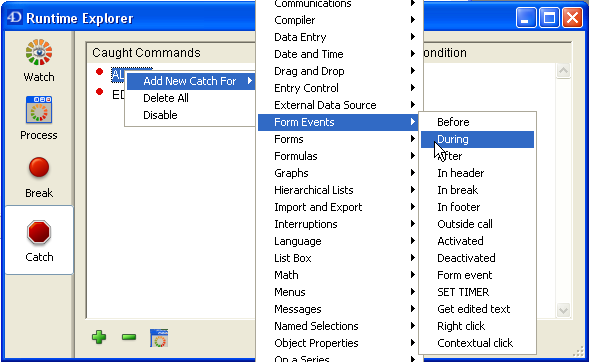 Runtime Explorer
Watch
Process
Break
Catch
Caught Commands
ondition
AL
ED
Add New Catch For
Delete All
Disable
Communications
Compiler
Data Entry
Date and Time
Drag and Drop
Entry Control
External Data Source
Form Events
Forms
Formulas
Graphs
Hierarchical Lists
Import and Export
Interruptions
Language
List Box
Math
Menus
Messages
Named Selections
Object Properties
On a Series
Before
During
After
In header
In break
In footer
Outside call
Activated
Deactivated
Form event
SET TIMER
Get edited text
Right click
Contextual click